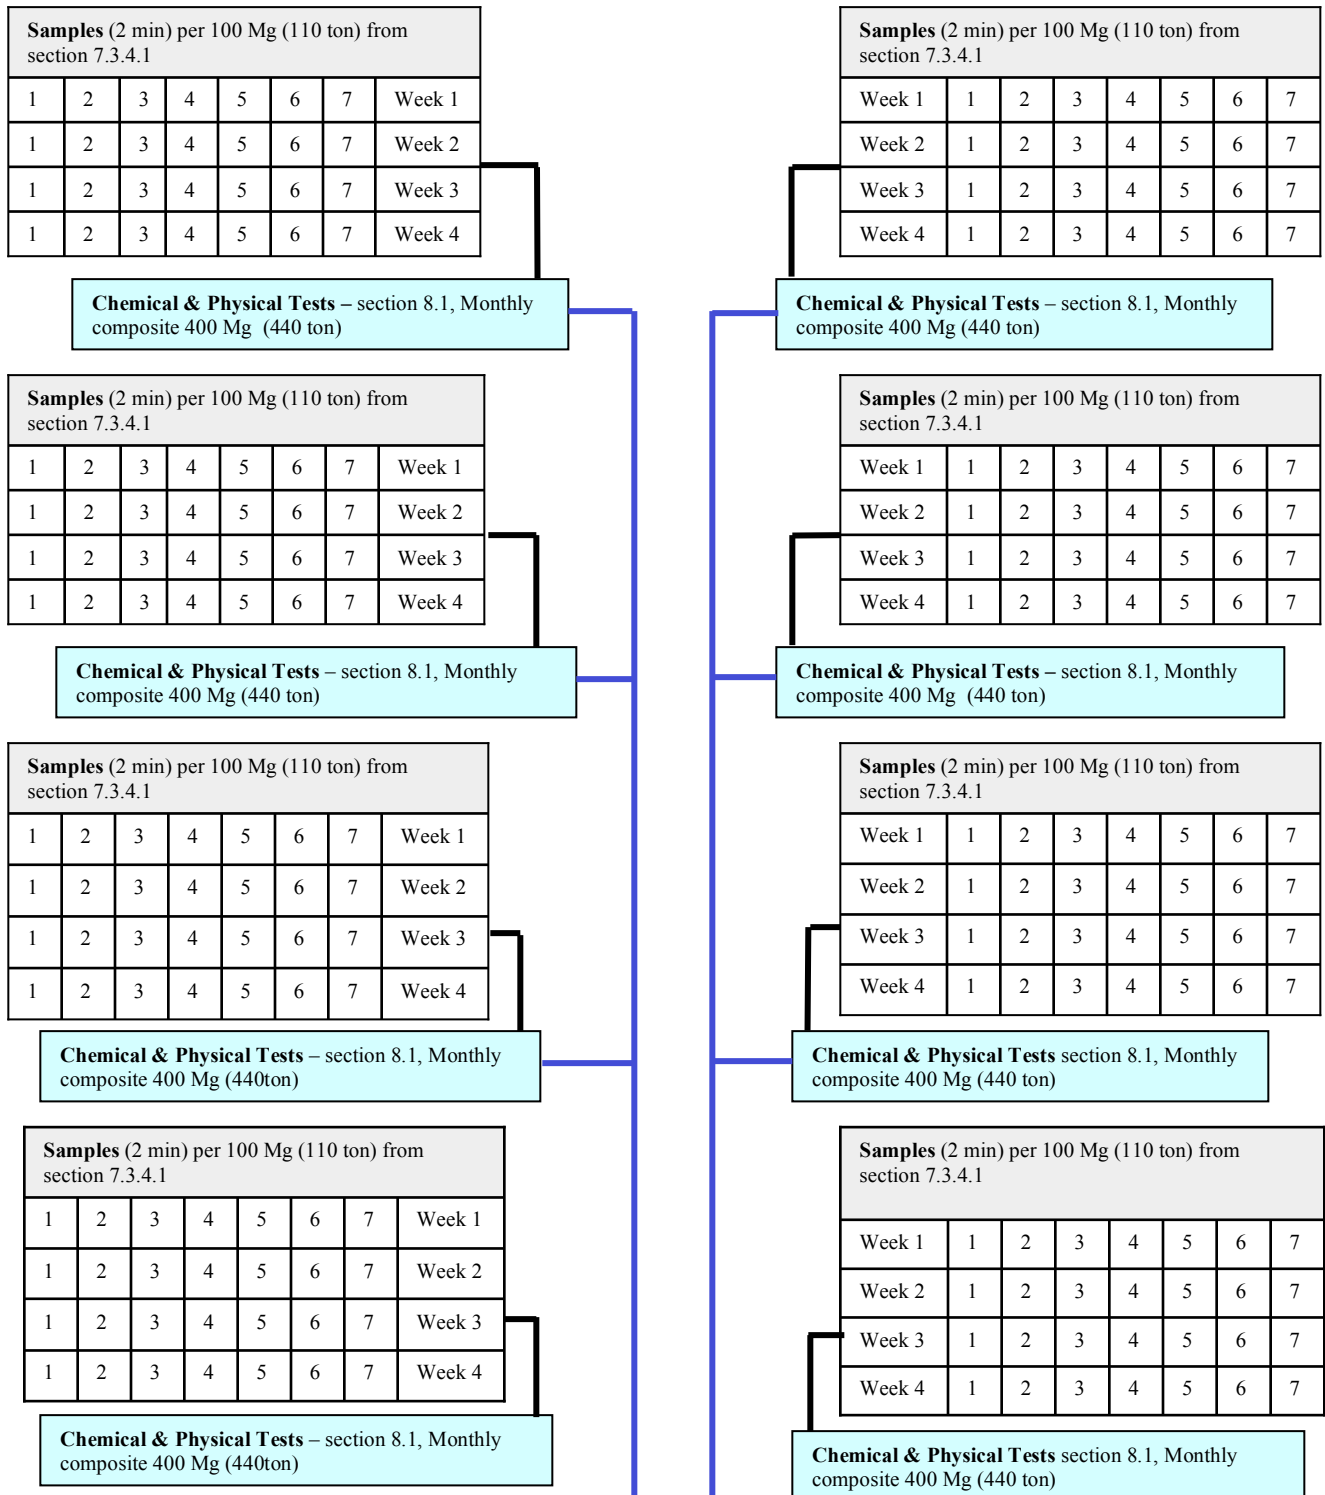 Samples (2 min) per 100 Mg (110 ton) from
section 7.3.4.1
1 2 3 4 5 6 7 Week 1
1 2 3 4 5 6 7 Week 2
1 2 3 4 5 6 7 Week 3
1 2 3 4 5 6 7 Week 4
Chemical & Physical Tests – section 8.1, Monthly
composite 400 Mg (440 ton)
Samples (2 min) per 100 Mg (110 ton) from
section 7.3.4.1
1 2 3 4 5 6 7 Week 1
1 2 3 4 5 6 7 Week 2
1 2 3 4 5 6 7 Week 3
1 2 3 4 5 6 7 Week 4
Chemical & Physical Tests – section 8.1, Monthly
composite 400 Mg (440 ton)
Samples (2 min) per 100 Mg (110 ton) from
section 7.3.4.1
1 2 3 4 5 6 7 Week 1
1 2 3 4 5 6 7 Week 2
1 2 3 4 5 6 7 Week 3
1 2 3 4 5 6 7 Week 4
Chemical & Physical Tests – section 8.1, Monthly
composite 400 Mg (440ton)
Samples (2 min) per 100 Mg (110 ton) from
section 7.3.4.1
1 2 3 4 5 6 7 Week 1
1 2 3 4 5 6 7 Week 2
1 2 3 4 5 6 7 Week 3
1 2 3 4 5 6 7 Week 4
Chemical & Physical Tests – section 8.1, Monthly
composite 400 Mg (440ton)
Samples (2 min) per 100 Mg (110 ton) from
section 7.3.4.1
Week 1 1 2 3 4 5 6 7
Week 2 1 2 3 4 5 6 7
Week 3 1 2 3 4 5 6 7
Week 4 1 2 3 4 5 6 7
Chemical & Physical Tests – section 8.1, Monthly
composite 400 Mg (440 ton)
Samples (2 min) per 100 Mg (110 ton) from
section 7.3.4.1
Week 1 1 2 3 4 5 6 7
Week 2 1 2 3 4 5 6 7
Week 3 1 2 3 4 5 6 7
Week 4 1 2 3 4 5 6 7
Chemical & Physical Tests – section 8.1, Monthly
composite 400 Mg (440 ton)
Samples (2 min) per 100 Mg (110 ton) from
section 7.3.4.1
Week 1 1 2 3 4 5 6 7
Week 2 1 2 3 4 5 6 7
Week 3 1 2 3 4 5 6 7
Week 4 1 2 3 4 5 6 7
Chemical & Physical Tests section 8.1, Monthly
composite 400 Mg (440 ton)
Samples (2 min) per 100 Mg (110 ton) from
section 7.3.4.1
Week 1 1 2 3 4 5 6 7
Week 2 1 2 3 4 5 6 7
Week 3 1 2 3 4 5 6 7
Week 4 1 2 3 4 5 6 7
Chemical & Physical Tests section 8.1, Monthly
composite 400 Mg (440 ton)